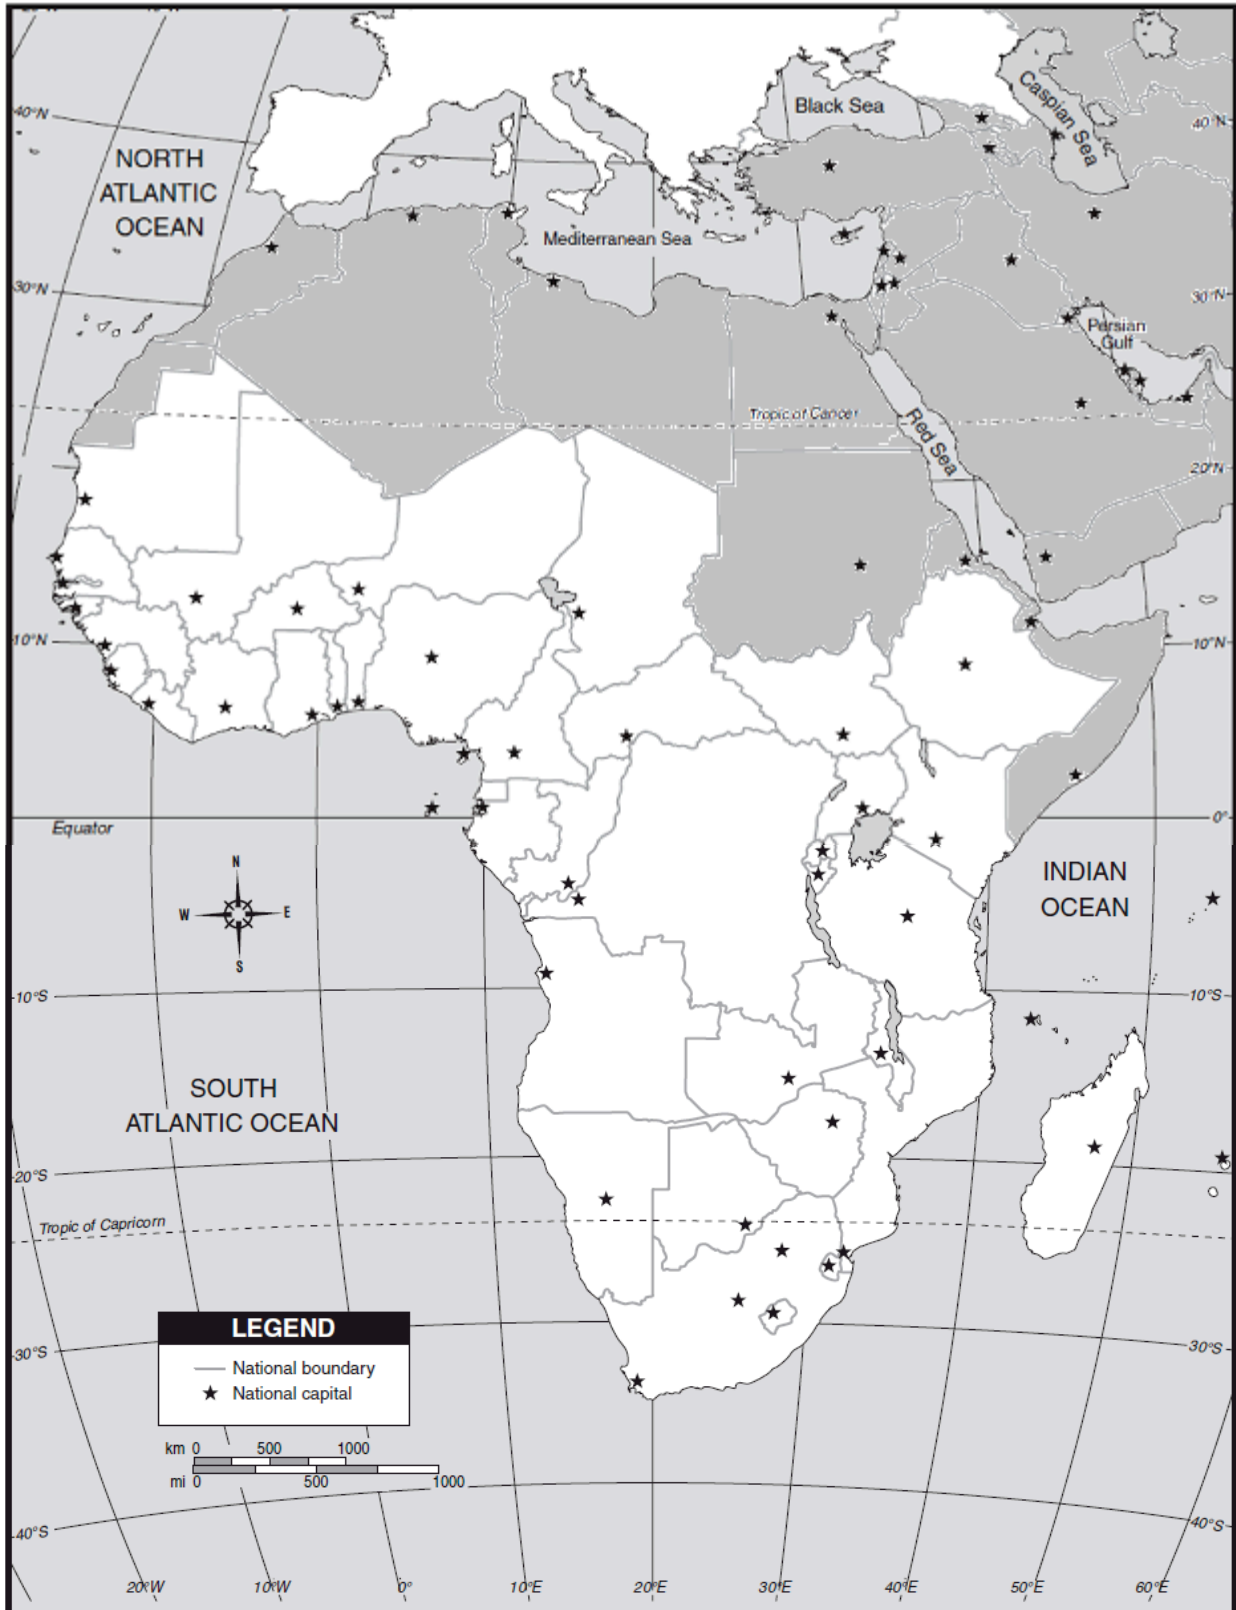 40°N
NORTH
ATLANTIC
OCEAN
Black Sea
Caspian Sea
40°N
Mediterranean Sea
30°N
30°N
Persian
Gulf
Tropic of Cancer
Red Sea
20°N
10°N
10°N
Equator
0°
N
W
E
S
INDIAN
OCEAN
10°S
10°S
SOUTH
ATLANTIC OCEAN
20°S
Tropic of Capricorn
LEGEND
National boundary
National capital
30°S
30°S
km 0 500 1000
mi 0 500 1000
40°S
40°S
20°W 10°W 0° 10°E 20°E 30°E 40°E 50°E 60°E